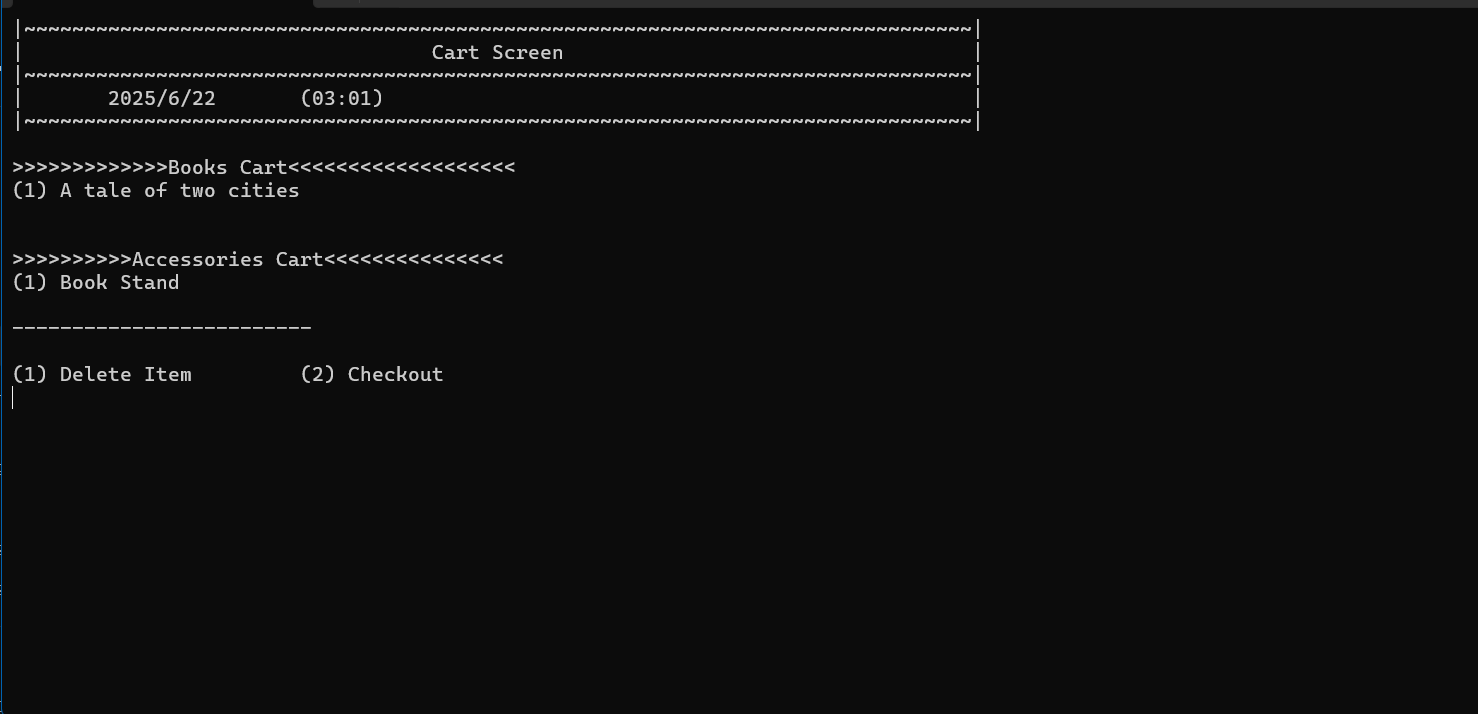 |~~~~~~~~~~~~~~~~~~~~~~~~~~~~~~~~~~~~~~~~~~~~~~~~~~~~~~~~~~~~~~~~~~~~~~~~~~~~~~~|
|                                  Cart Screen                                  |
|~~~~~~~~~~~~~~~~~~~~~~~~~~~~~~~~~~~~~~~~~~~~~~~~~~~~~~~~~~~~~~~~~~~~~~~~~~~~~~~|
|       2025/6/22       (03:01)                                                 |
|~~~~~~~~~~~~~~~~~~~~~~~~~~~~~~~~~~~~~~~~~~~~~~~~~~~~~~~~~~~~~~~~~~~~~~~~~~~~~~~|
>>>>>>>>>>>>>Books Cart<<<<<<<<<<<<<<<<<<<
(1) A tale of two cities
>>>>>>>>>>Accessories Cart<<<<<<<<<<<<<<<
(1) Book Stand
-------------------------
(1) Delete Item         (2) Checkout